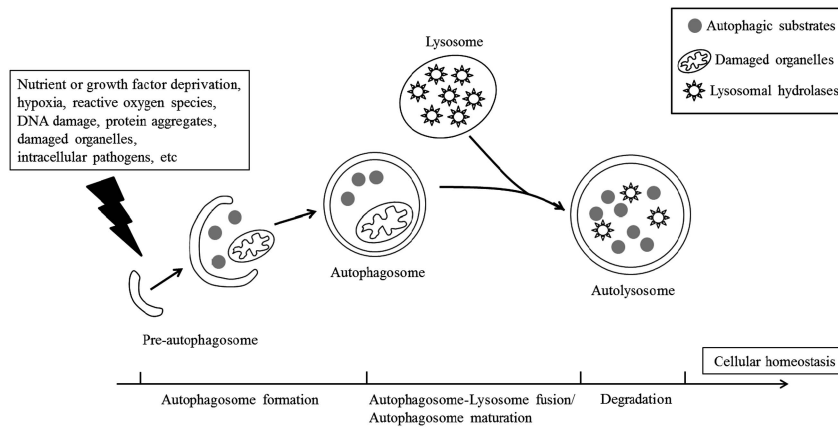 Autophagic substrates
Damaged organelles
Lysosomal hydrolases
Lysosome
Nutrient or growth factor deprivation,
hypoxia, reactive oxygen species,
DNA damage, protein aggregates,
damaged organelles,
intracellular pathogens, etc
Autophagosome
Autolysosome
Pre-autophagosome
Cellular homeostasis
Autophagosome formation
Autophagosome-Lysosome fusion/
Autophagosome maturation
Degradation